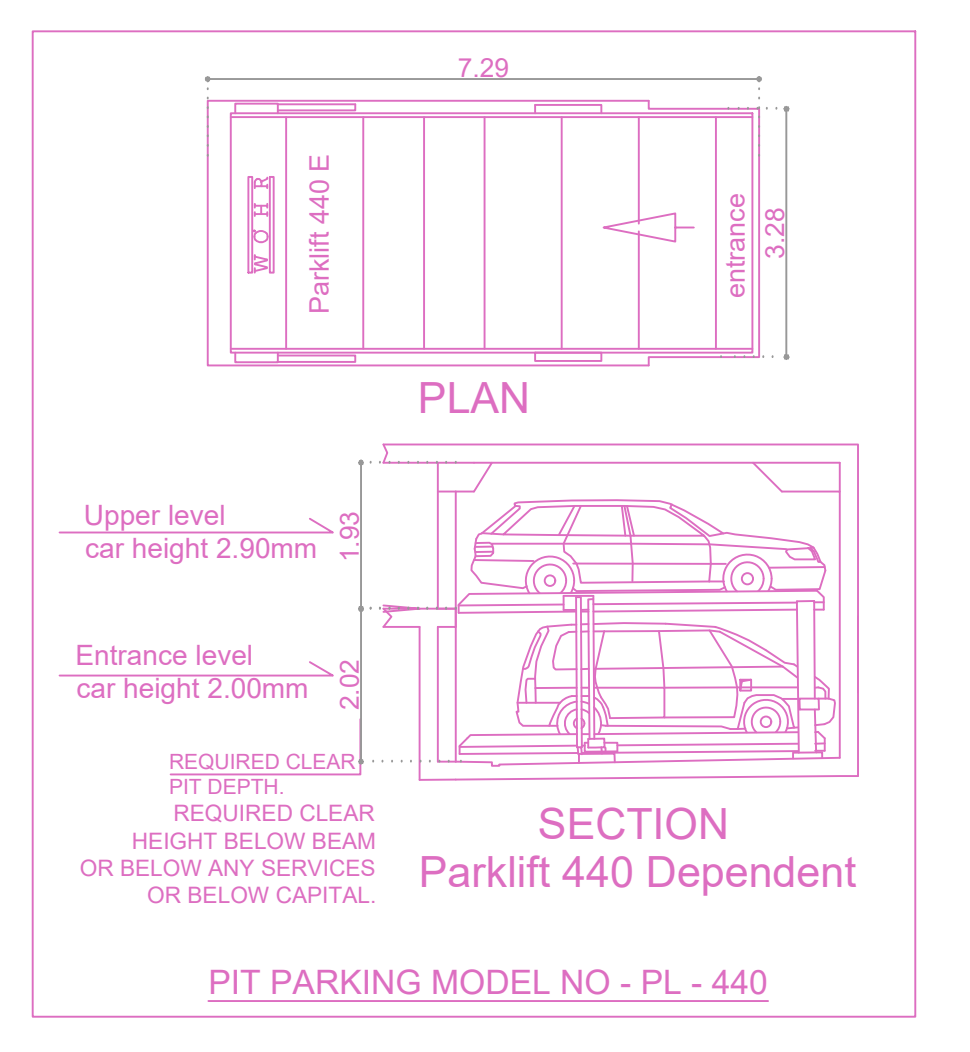 7.29
WÖHR
Parklift 440 E
entrance
3.28
PLAN
Upper level
car height 2.90mm
1.93
Entrance level
car height 2.00mm
2.02
REQUIRED CLEAR
PIT DEPTH.
REQUIRED CLEAR
HEIGHT BELOW BEAM
OR BELOW ANY SERVICES
OR BELOW CAPITAL.
SECTION
Parklift 440 Dependent
PIT PARKING MODEL NO - PL - 440